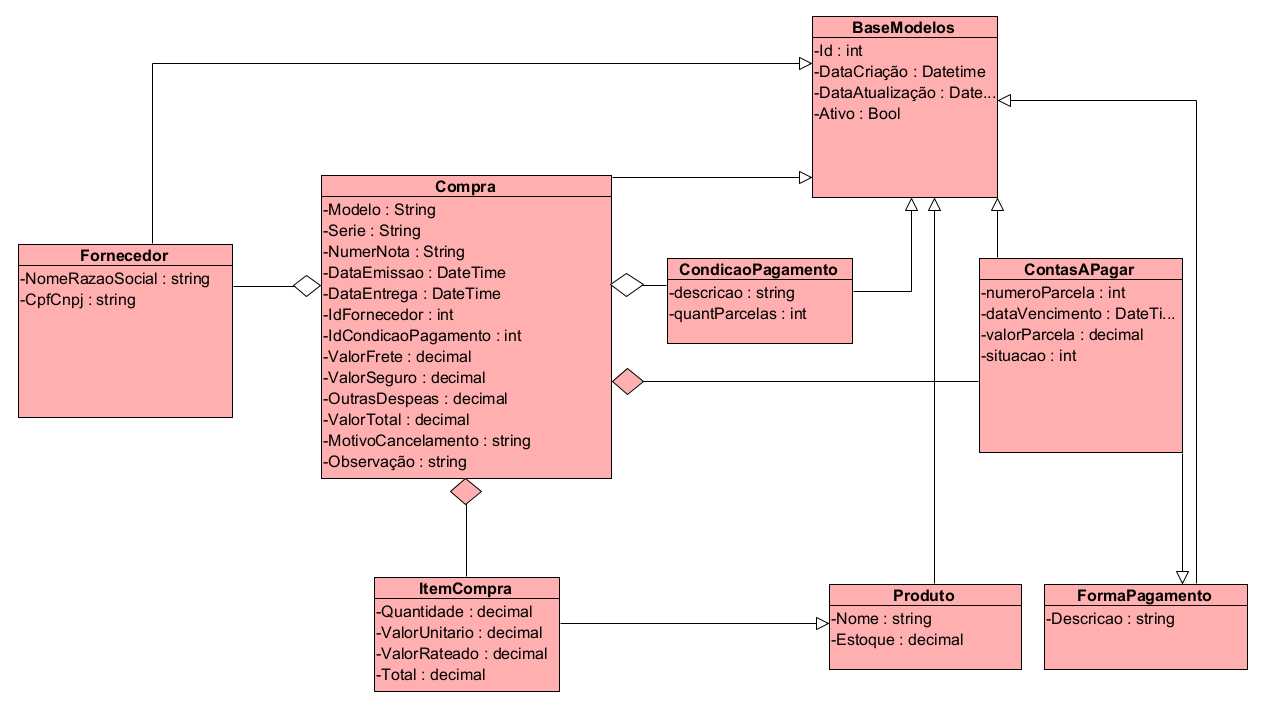 BaseModelos
-Id : int
-DataCriação : Datetime
-DataAtualização : Date...
-Ativo : Bool
Compra
-Modelo : String
-Serie : String
-NumerNota : String
-DataEmissao : DateTime
-DataEntrega : DateTime
-IdFornecedor : int
-IdCondicaoPagamento : int
-ValorFrete : decimal
-ValorSeguro : decimal
-OutrasDespeas : decimal
-ValorTotal : decimal
-MotivoCancelamento : string
-Observação : string
Fornecedor
-NomeRazaoSocial : string
-CpfCnpj : string
CondicaoPagamento
-descricao : string
-quantParcelas : int
ContasAPagar
-numeroParcela : int
-dataVencimento : DateTi...
-valorParcela : decimal
-situacao : int
ItemCompra
-Quantidade : decimal
-ValorUnitario : decimal
-ValorRateado : decimal
-Total : decimal
Produto
-Nome : string
-Estoque : decimal
FormaPagamento
-Descricao : string